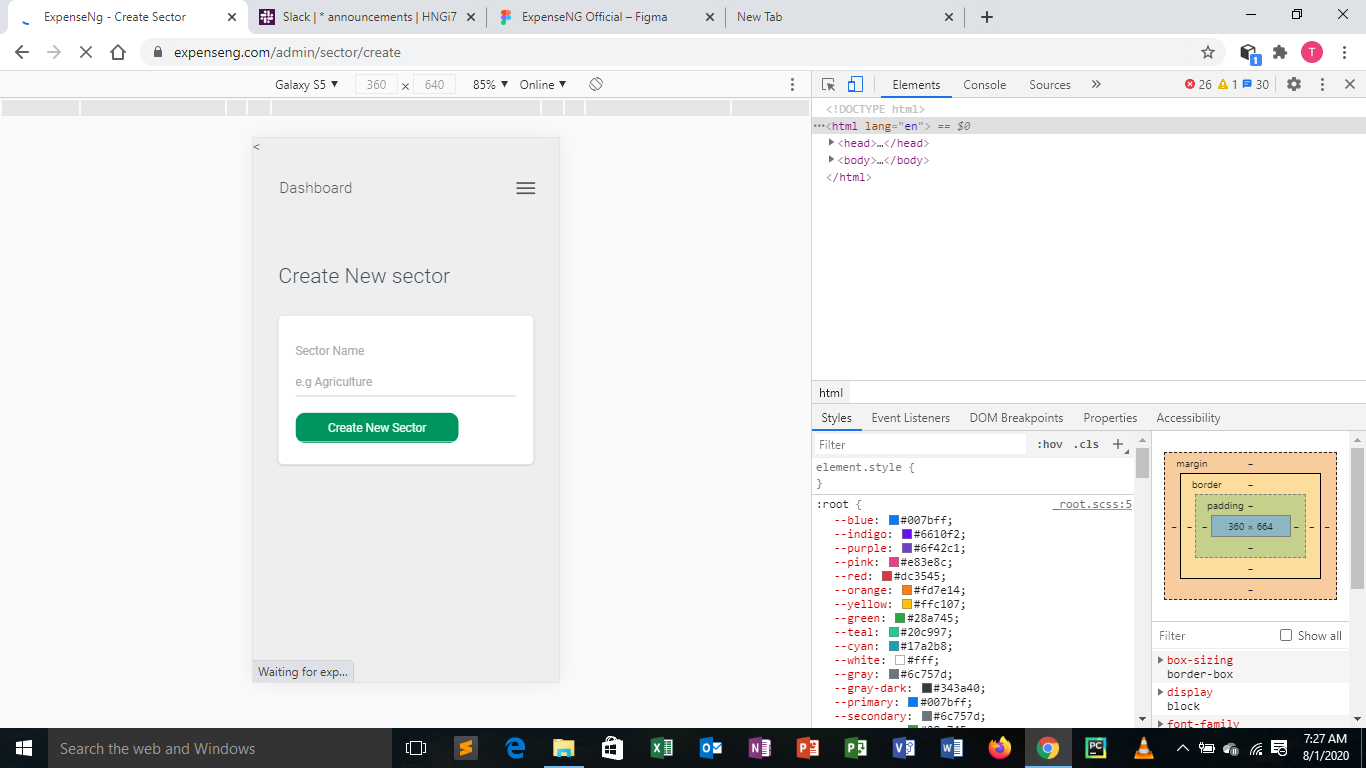 ExpenseNg - Create Sector
Slack | * announcements | HNGi7
ExpenseNG Official – Figma
New Tab
expenseng.com/admin/sector/create
1
T
Galaxy S5 ▼ 360 x 640 85% ▼ Online ▼
Elements Console Sources » 26 1 30
<
Dashboard
Create New sector
Sector Name
e.g Agriculture
Create New Sector
Waiting for exp...
<!DOCTYPE html>
···<html lang="en"> == $0
▶<head>…</head>
▶<body>…</body>
</html>
html
Styles Event Listeners DOM Breakpoints Properties Accessibility
Filter :hov .cls +
element.style {
}
:root { _root.scss:5
--blue: #007bff;
--indigo: #6610f2;
--purple: #6f42c1;
--pink: #e83e8c;
--red: #dc3545;
--orange: #fd7e14;
--yellow: #ffc107;
--green: #28a745;
--teal: #20c997;
--cyan: #17a2b8;
--white: #fff;
--gray: #6c757d;
--gray-dark: #343a40;
--primary: #007bff;
--secondary: #6c757d;
margin –
border –
padding –
– – – 360 × 664 – – –
–
–
–
Filter Show all
▶ box-sizing
border-box
▶ display
block
▶ font-family
Search the web and Windows
7:27 AM
8/1/2020